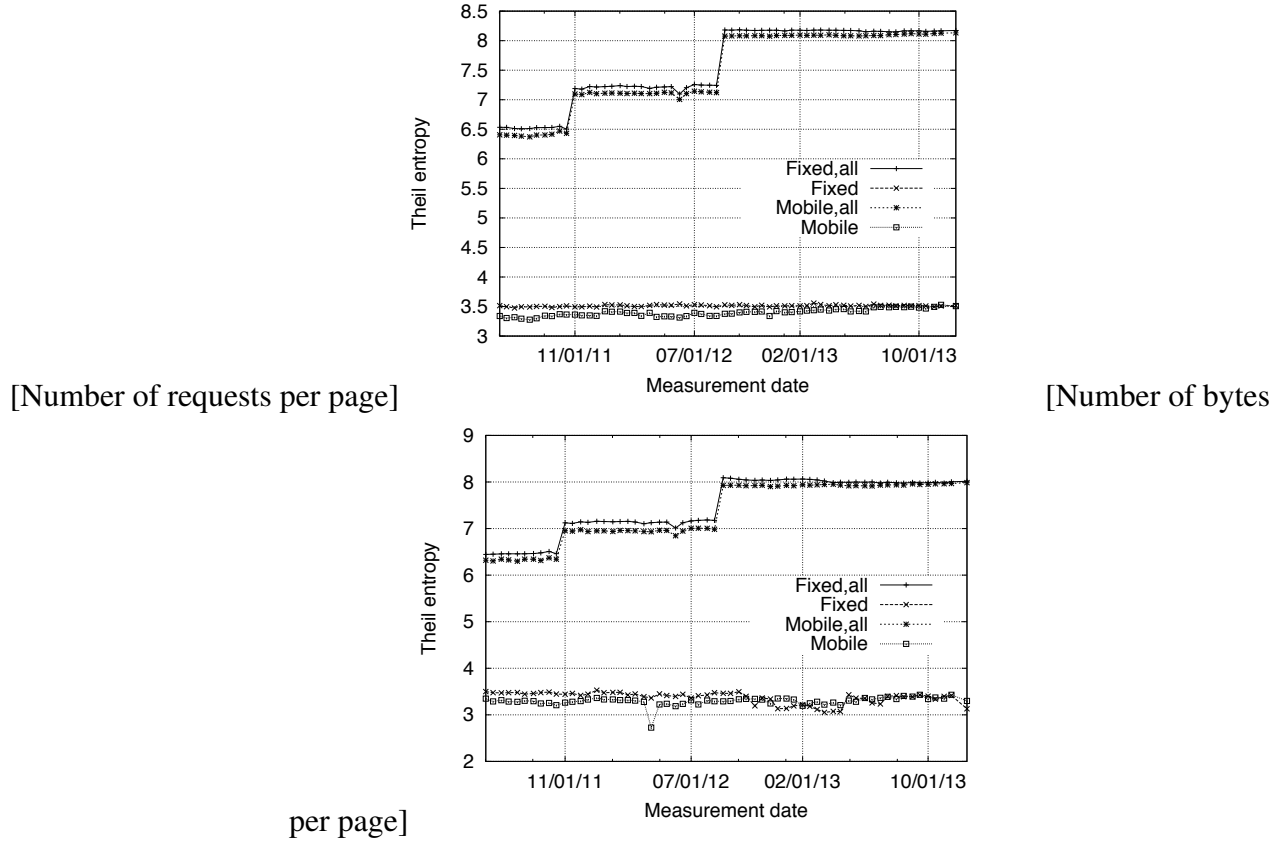 8.5
8
7.5
7
6.5
6
5.5
5
4.5
4
3.5
3
Theil entropy
Fixed,all
Fixed
Mobile,all
Mobile
11/01/11 07/01/12 02/01/13 10/01/13
Measurement date
[Number of requests per page] [Number of bytes
9
8
7
6
5
4
3
2
Theil entropy
Fixed,all
Fixed
Mobile,all
Mobile
11/01/11 07/01/12 02/01/13 10/01/13
Measurement date
per page]